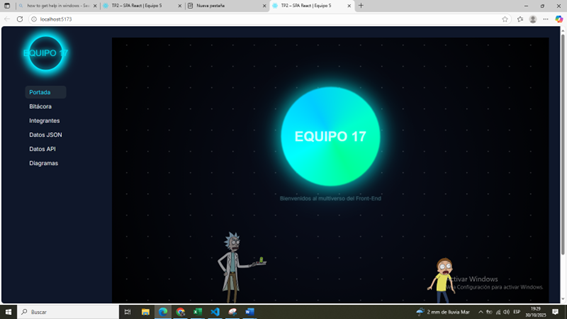 how to get help in windows - Se
TP2 – SPA React | Equipo 5
Nueva pestaña
TP2 – SPA React | Equipo 5
localhost:5173
EQUIPO 17
Portada
Bitácora
Integrantes
Datos JSON
Datos API
Diagramas
EQUIPO 17
Bienvenidos al multiverso del Front-End
Activar Windows
Configuración para activar Windows.
Buscar
2 mm de lluvia Mar
ESP
19:29
30/10/2025